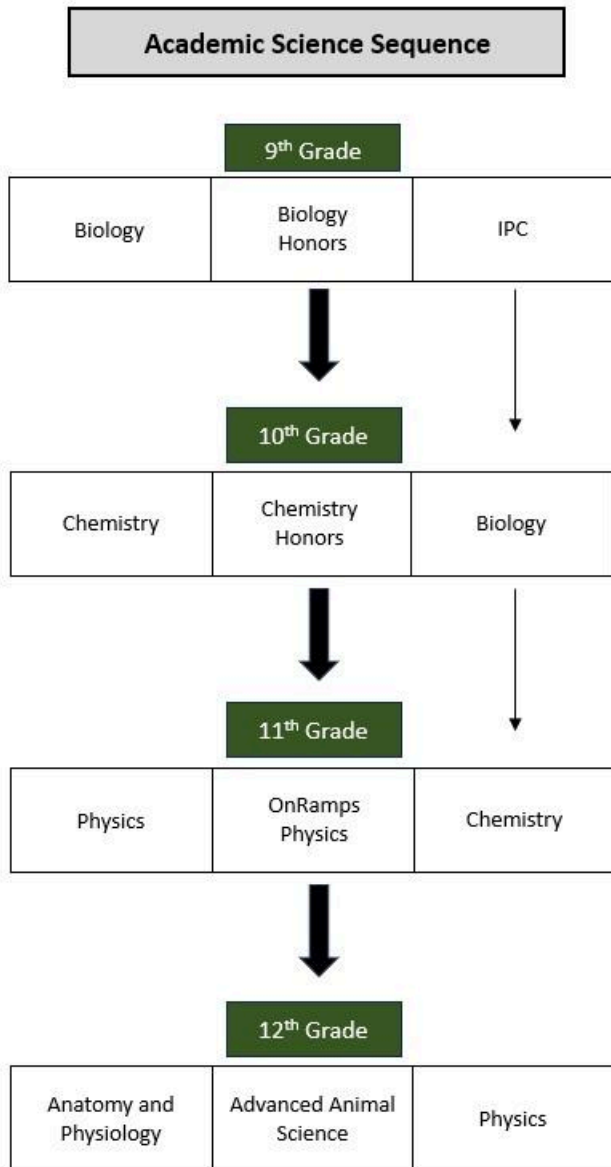 Academic Science Sequence
9th Grade
Biology
Biology
Honors
IPC
10th Grade
Chemistry
Chemistry
Honors
Biology
11th Grade
Physics
OnRamps
Physics
Chemistry
12th Grade
Anatomy and
Physiology
Advanced Animal
Science
Physics